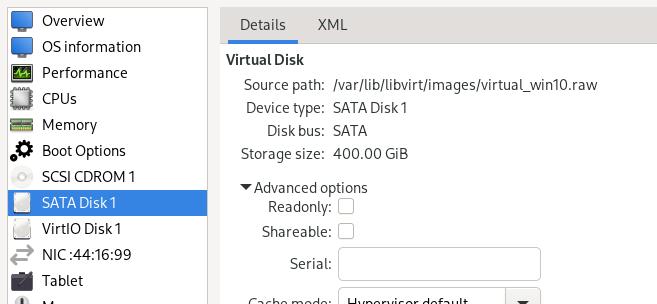 Overview
OS information
Performance
CPUs
Memory
Boot Options
SCSI CDROM 1
SATA Disk 1
VirtIO Disk 1
NIC :44:16:99
Tablet
Details XML
Virtual Disk
Source path: /var/lib/libvirt/images/virtual_win10.raw
Device type: SATA Disk 1
Disk bus: SATA
Storage size: 400.00 GiB
Advanced options
Readonly:
Shareable:
Serial:
Cache mode: Hypervisor default